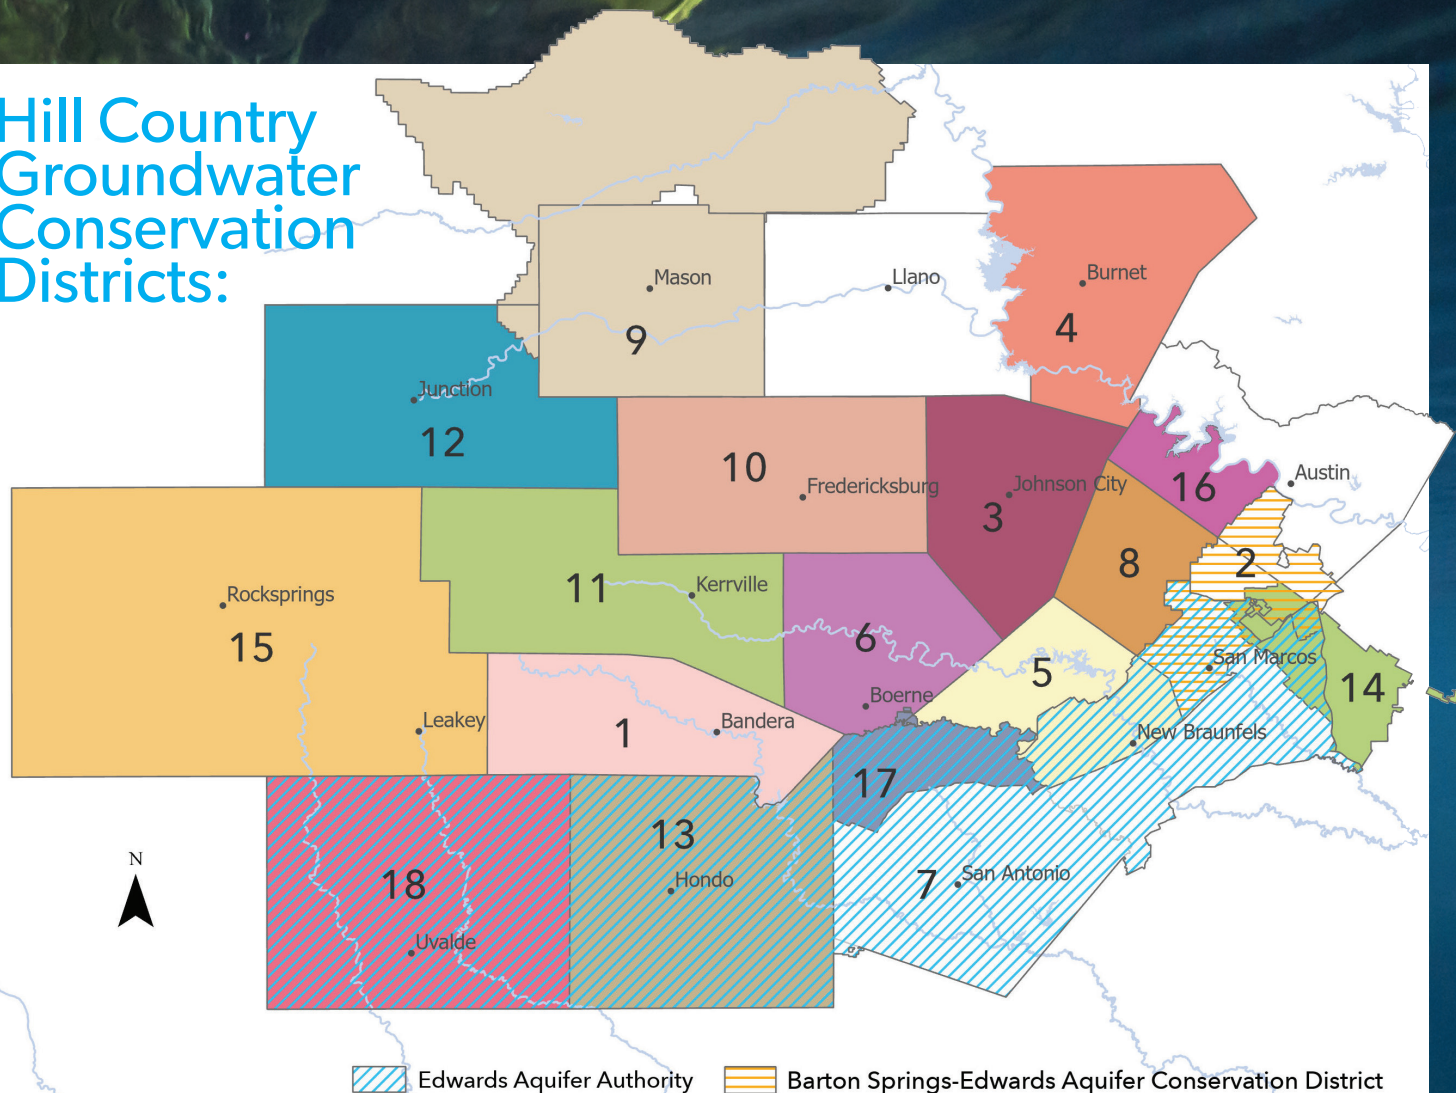 Hill Country
Groundwater
Conservation
Districts:
Mason
9
Llano
Burnet
4
Junction
12
10
Fredericksburg
Johnson City
3
16
Austin
8
2
Rocksprings
15
11
Kerrville
6
Boerne
5
San Marcos
14
Leakey
1
Bandera
New Braunfels
17
13
Hondo
18
Uvalde
7
San Antonio
N
Edwards Aquifer Authority
Barton Springs-Edwards Aquifer Conservation District